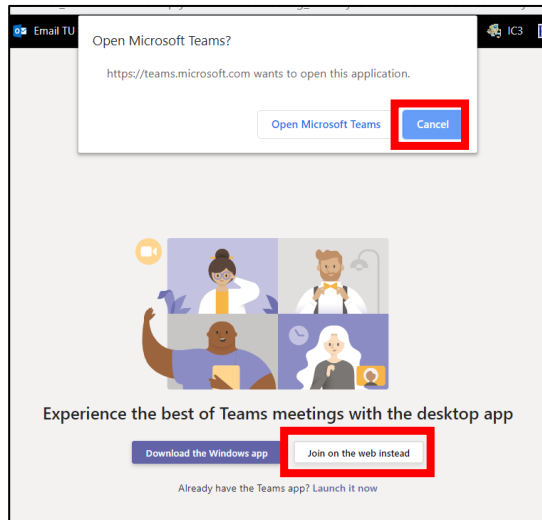 Email TU
IC3
Open Microsoft Teams?
https://teams.microsoft.com wants to open this application.
Open Microsoft Teams
Cancel
Experience the best of Teams meetings with the desktop app
Download the Windows app
Join on the web instead
Already have the Teams app? Launch it now